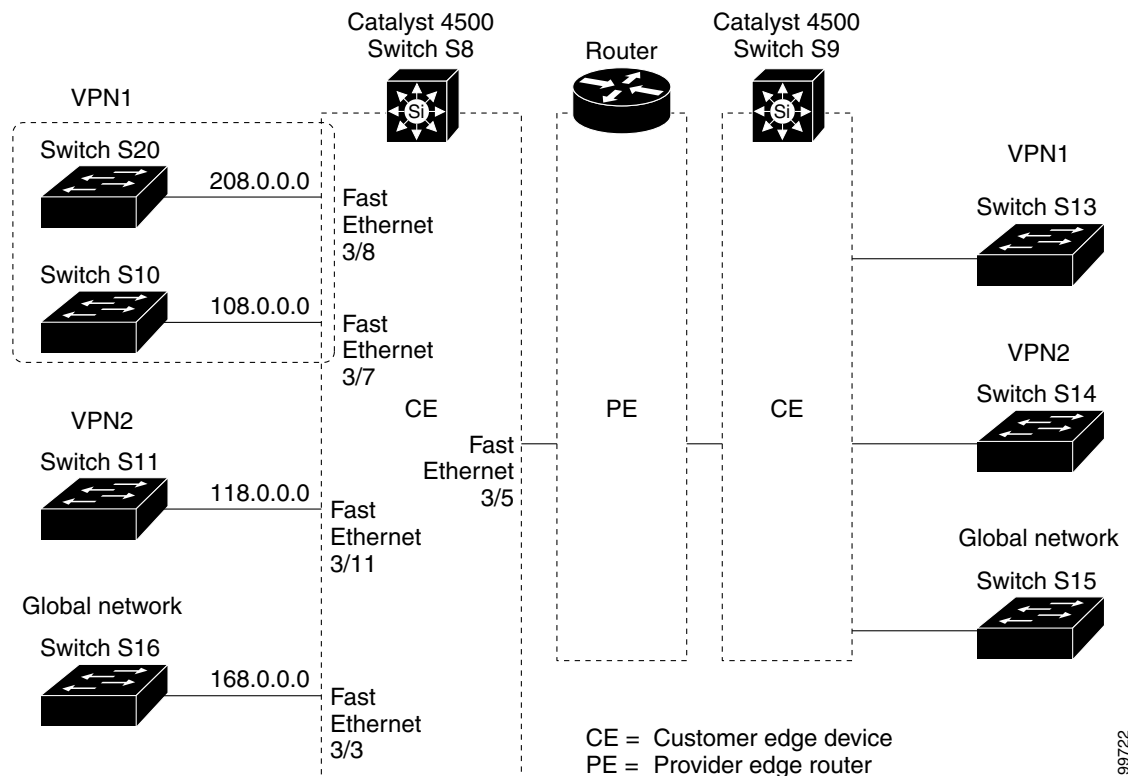 Catalyst 4500
Switch S8
Router
Catalyst 4500
Switch S9
Si
Si
VPN1
Switch S20
208.0.0.0
Fast
Ethernet
3/8
Switch S10
108.0.0.0
Fast
Ethernet
3/7
VPN2
Switch S11
118.0.0.0
Fast
Ethernet
3/11
Global network
Switch S16
168.0.0.0
Fast
Ethernet
3/3
CE
Fast
Ethernet
3/5
PE
CE
VPN1
Switch S13
VPN2
Switch S14
Global network
Switch S15
CE = Customer edge device
PE = Provider edge router
99722